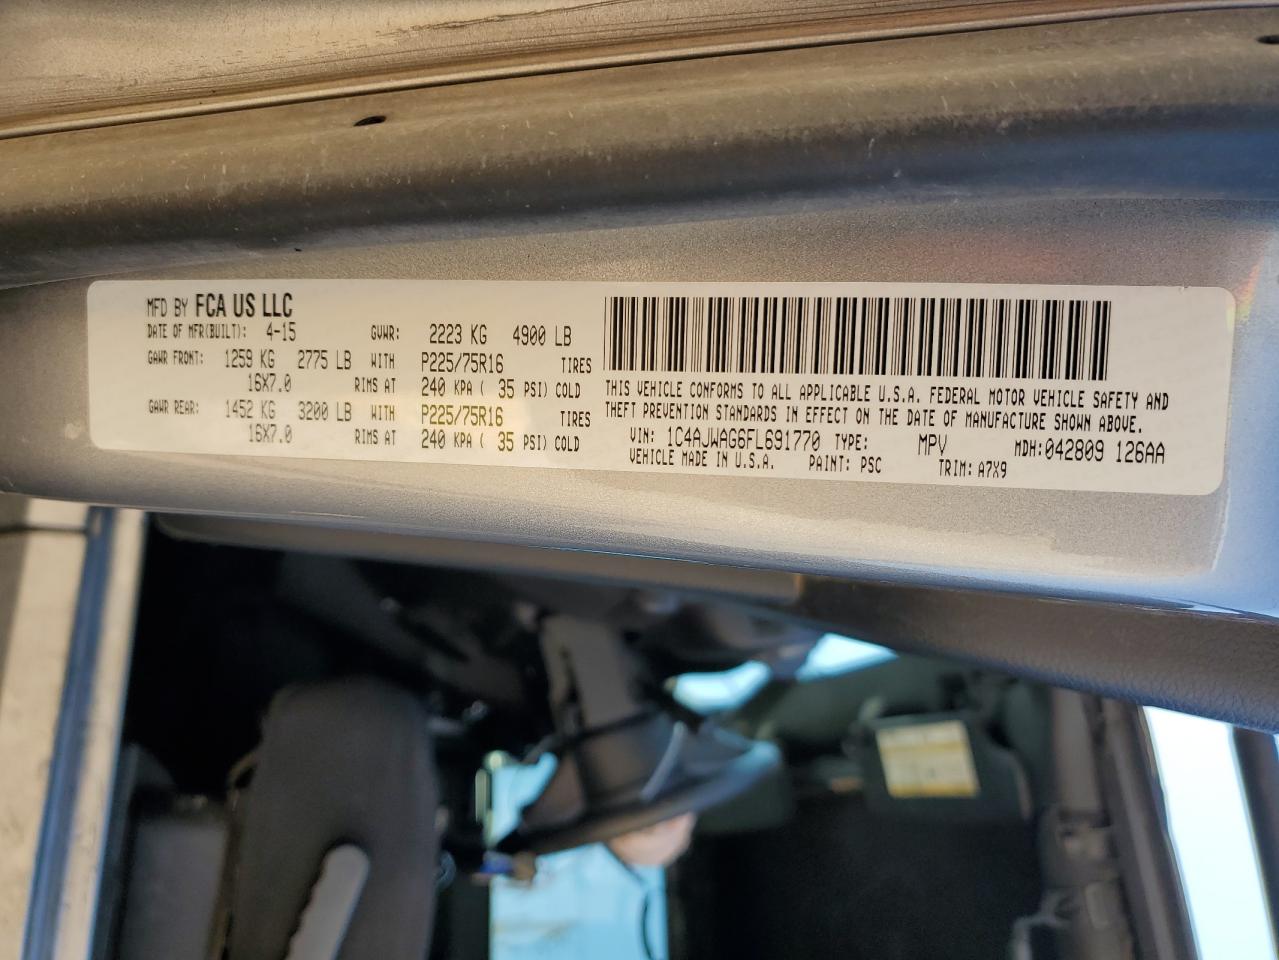 MFD BY FCA US LLC
DATE OF MFR(BUILT): 4-15 GVWR: 2223 KG 4900 LB
GAWR FRONT: 1259 KG 2775 LB WITH P225/75R16 TIRES
16X7.0 RIMS AT 240 KPA ( 35 PSI) COLD
GAWR REAR: 1452 KG 3200 LB WITH P225/75R16 TIRES
16X7.0 RIMS AT 240 KPA ( 35 PSI) COLD
THIS VEHICLE CONFORMS TO ALL APPLICABLE U.S.A. FEDERAL MOTOR VEHICLE SAFETY AND
THEFT PREVENTION STANDARDS IN EFFECT ON THE DATE OF MANUFACTURE SHOWN ABOVE.
VIN: 1C4AJWAG6FL691770 TYPE: MPV MDH:042809 126AA
VEHICLE MADE IN U.S.A. PAINT: PSC TRIM: A7X9